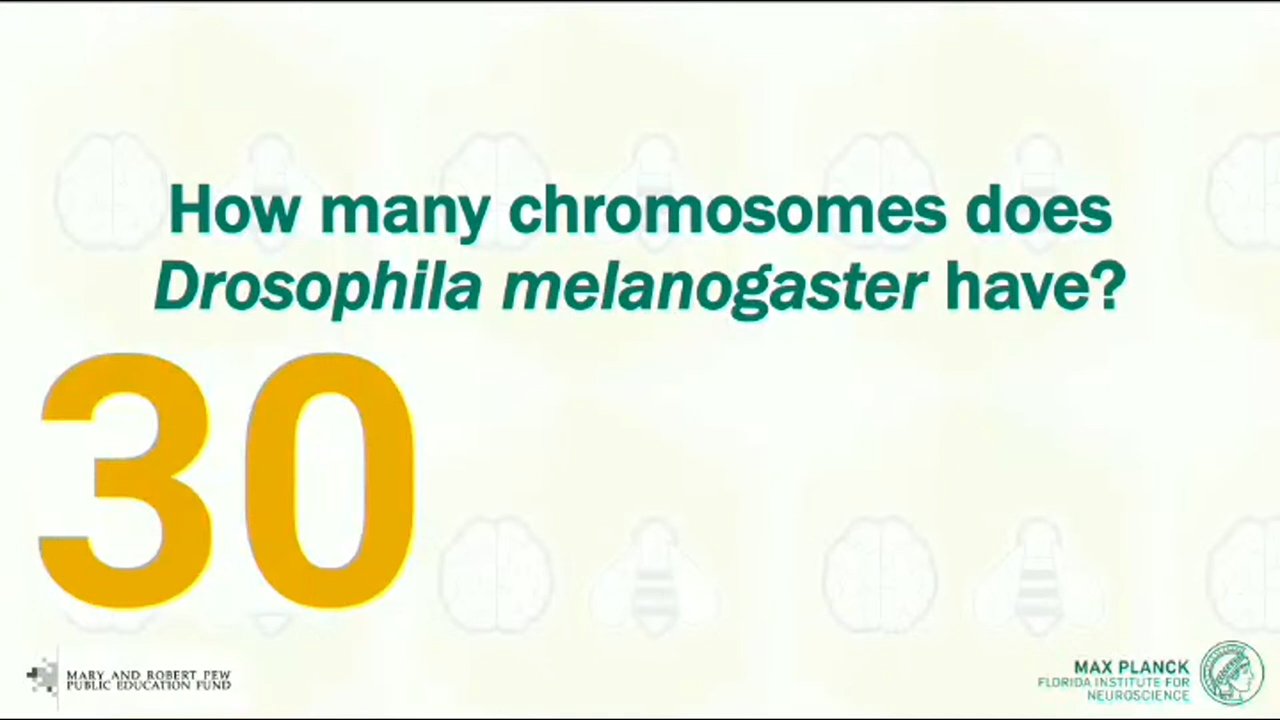 How many chromosomes does
Drosophila melanogaster have?
30
MARY AND ROBERT PEW
PUBLIC EDUCATION FUND
MAX PLANCK
FLORIDA INSTITUTE FOR
NEUROSCIENCE